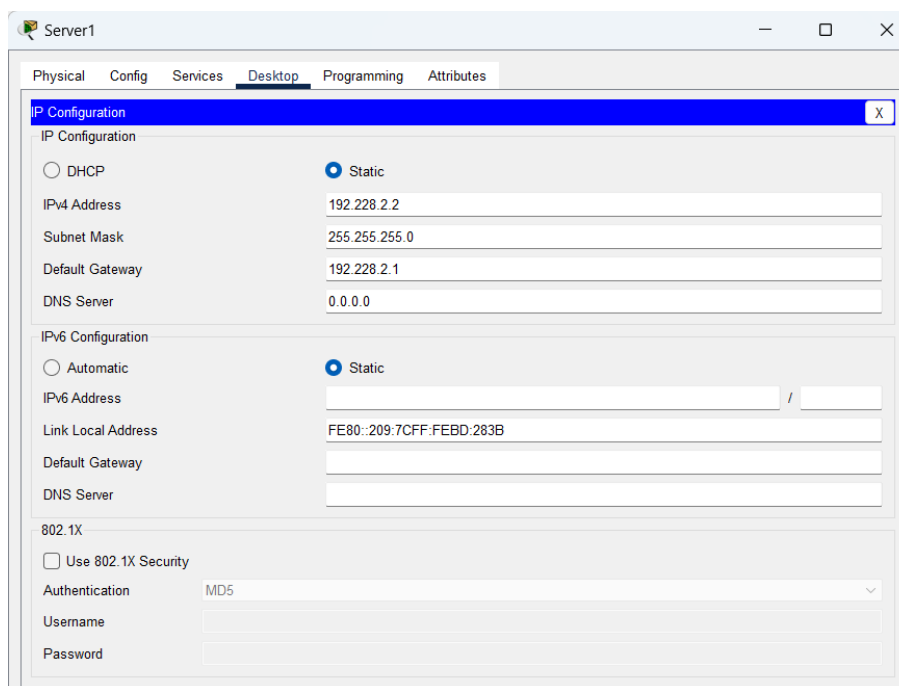 Server1
Physical Config Services Desktop Programming Attributes
IP Configuration X
IP Configuration
DHCP Static
IPv4 Address 192.228.2.2
Subnet Mask 255.255.255.0
Default Gateway 192.228.2.1
DNS Server 0.0.0.0
IPv6 Configuration
Automatic Static
IPv6 Address /
Link Local Address FE80::209:7CFF:FEBD:283B
Default Gateway
DNS Server
802.1X
Use 802.1X Security
Authentication MD5
Username
Password